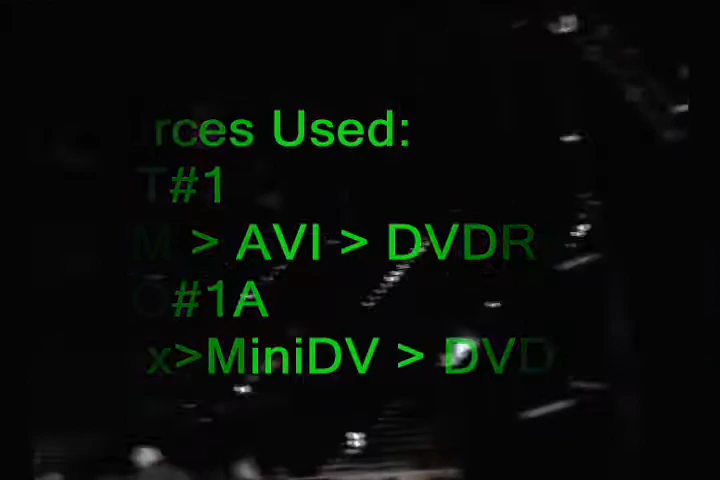 rces Used:
T#1
M > AVI > DVDR
#1A
x>MiniDV > DVD